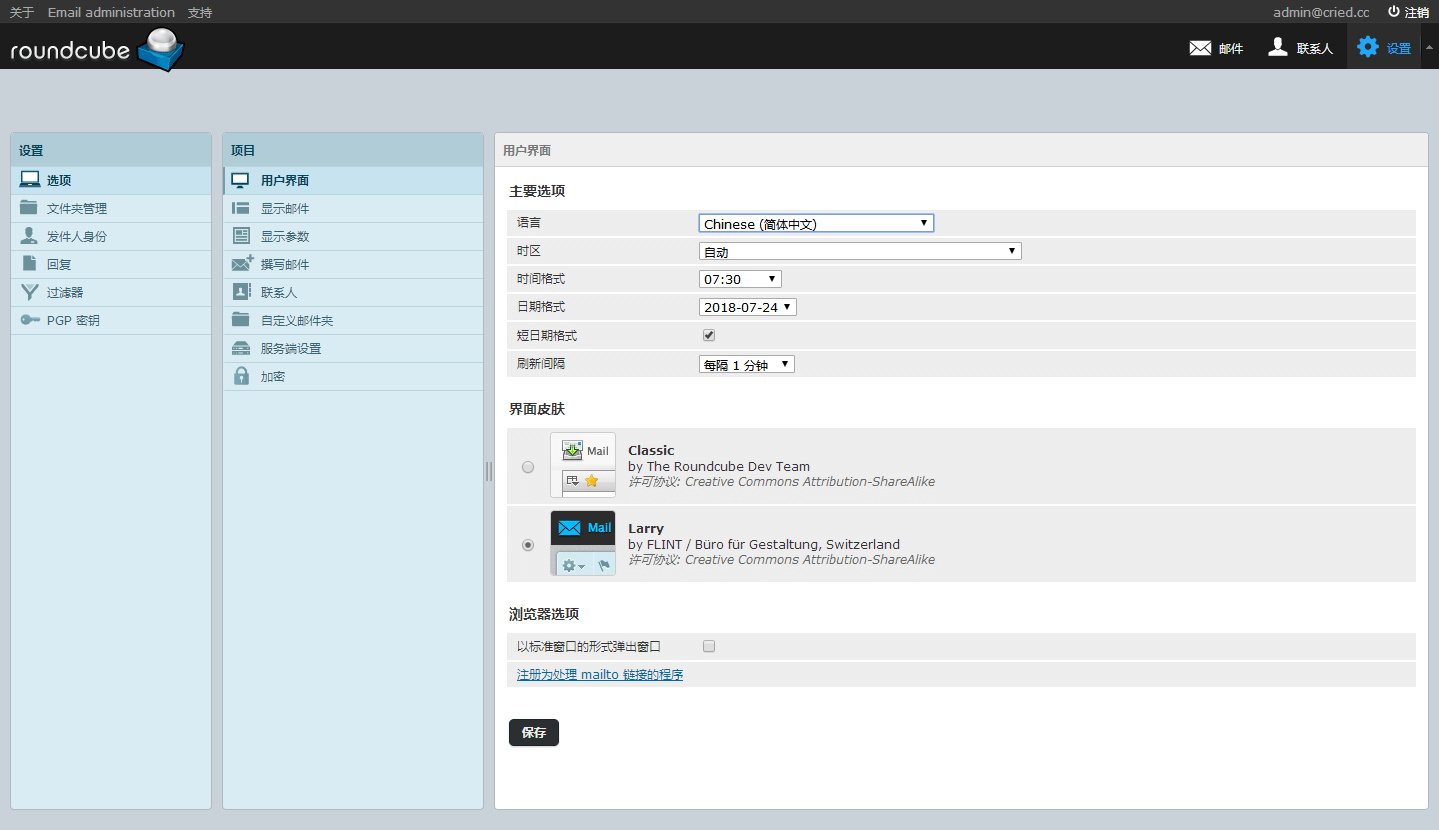 关于 Email administration 支持
admin@cried.cc 注销
roundcube
邮件 联系人 设置
设置
选项
文件夹管理
发件人身份
回复
过滤器
PGP 密钥
项目
用户界面
显示邮件
显示参数
撰写邮件
联系人
自定义邮件夹
服务端设置
加密
用户界面
主要选项
语言 Chinese (简体中文)
时区 自动
时间格式 07:30
日期格式 2018-07-24
短日期格式
刷新间隔 每隔 1 分钟
界面皮肤
Mail
Classic
by The Roundcube Dev Team
许可协议: Creative Commons Attribution-ShareAlike
Mail
Larry
by FLINT / Büro für Gestaltung, Switzerland
许可协议: Creative Commons Attribution-ShareAlike
浏览器选项
以标准窗口的形式弹出窗口
注册为处理 mailto 链接的程序
保存